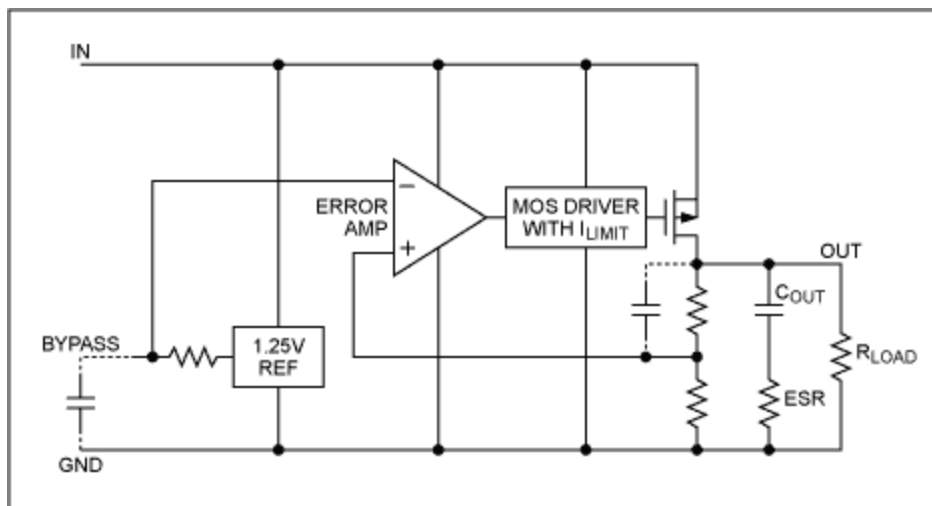 IN
ERROR
AMP
−
+
MOS DRIVER
WITH ILIMIT
OUT
COUT
BYPASS
1.25V
REF
RLOAD
ESR
GND